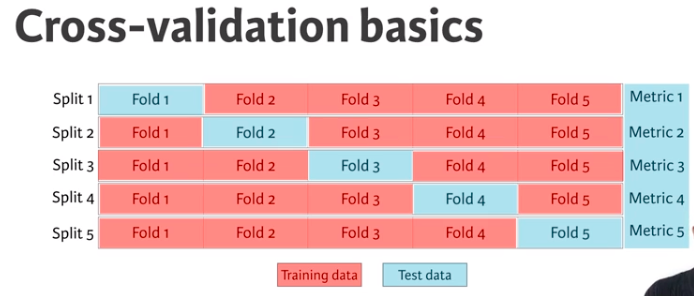 Cross-validation basics
Split 1 Fold 1 Fold 2 Fold 3 Fold 4 Fold 5 Metric 1
Split 2 Fold 1 Fold 2 Fold 3 Fold 4 Fold 5 Metric 2
Split 3 Fold 1 Fold 2 Fold 3 Fold 4 Fold 5 Metric 3
Split 4 Fold 1 Fold 2 Fold 3 Fold 4 Fold 5 Metric 4
Split 5 Fold 1 Fold 2 Fold 3 Fold 4 Fold 5 Metric 5
Training data Test data